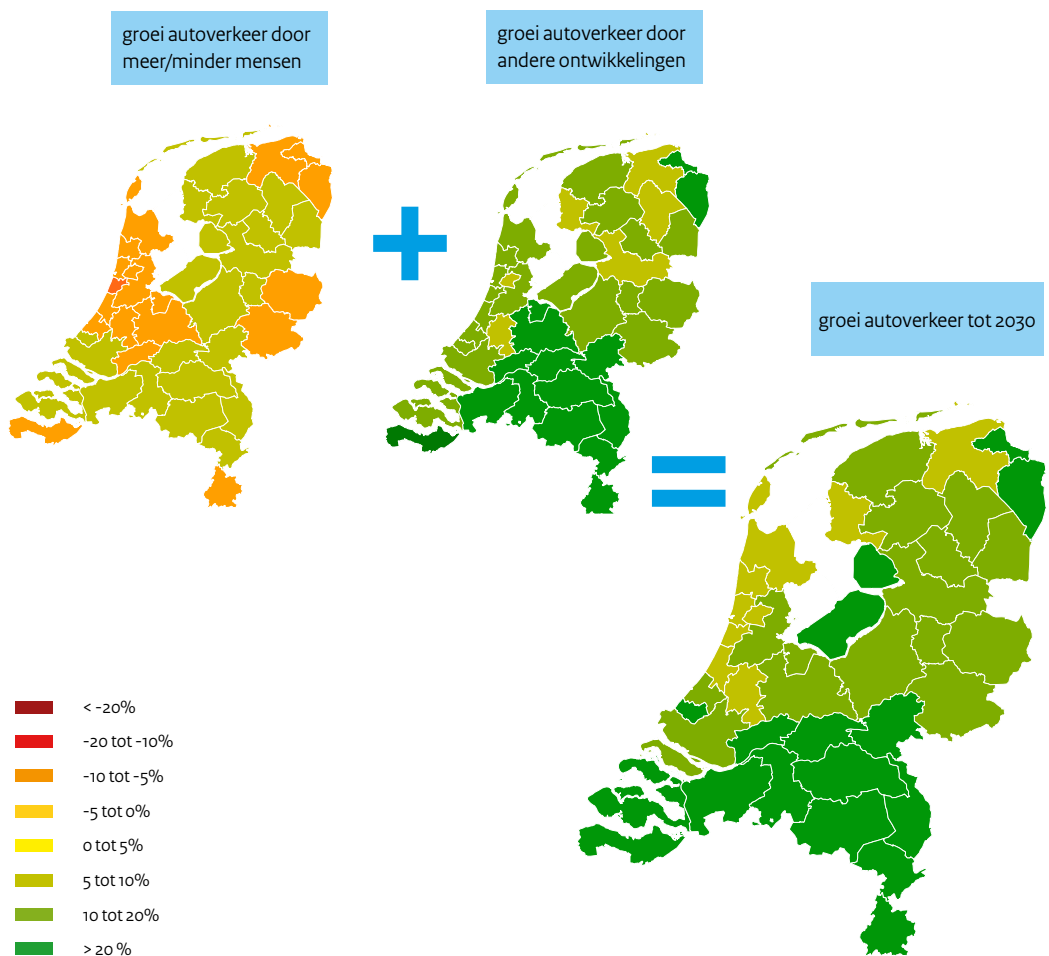 groei autoverkeer door
meer/minder mensen
groei autoverkeer door
andere ontwikkelingen
groei autoverkeer tot 2030
< -20%
-20 tot -10%
-10 tot -5%
-5 tot 0%
0 tot 5%
5 tot 10%
10 tot 20%
> 20 %